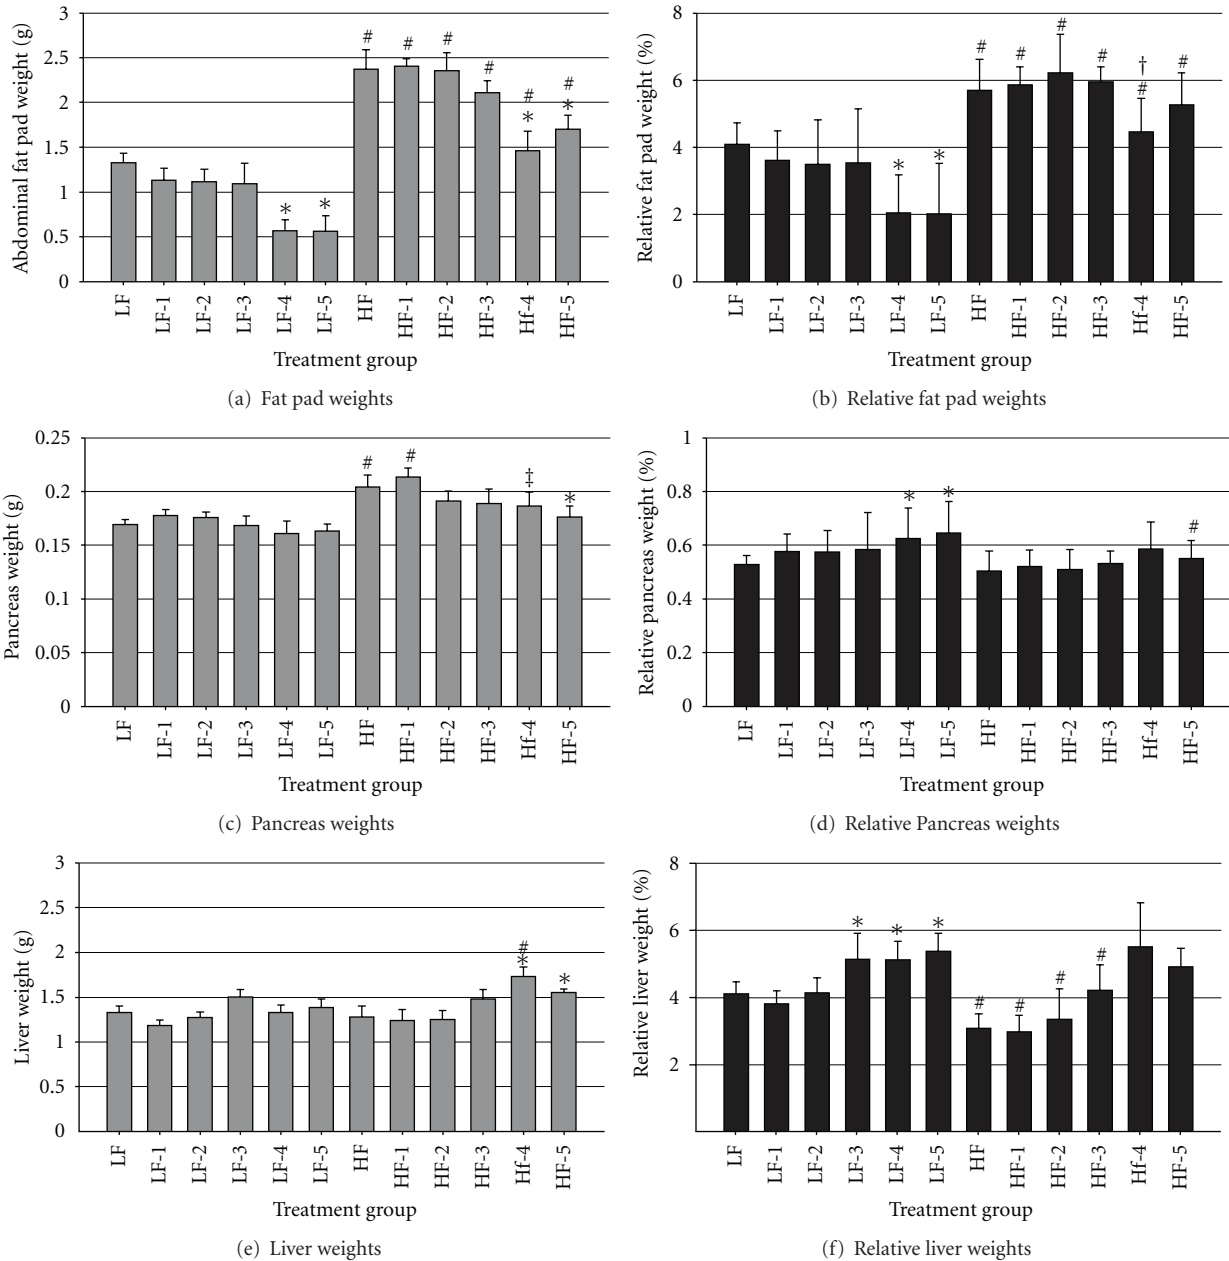 Abdominal fat pad weight (g)
3
2.5
2
1.5
1
0.5
0
* * # # # # # * # *
LF LF-1 LF-2 LF-3 LF-4 LF-5 HF HF-1 HF-2 HF-3 Hf-4 HF-5
Treatment group
(a) Fat pad weights
Relative fat pad weight (%)
8
6
4
2
0
* * # # # # † # #
LF LF-1 LF-2 LF-3 LF-4 LF-5 HF HF-1 HF-2 HF-3 Hf-4 HF-5
Treatment group
(b) Relative fat pad weights
Pancreas weight (g)
0.25
0.2
0.15
0.1
0.05
0
# # ‡ *
LF LF-1 LF-2 LF-3 LF-4 LF-5 HF HF-1 HF-2 HF-3 Hf-4 HF-5
Treatment group
(c) Pancreas weights
Relative pancreas weight (%)
1
0.8
0.6
0.4
0.2
0
* * #
LF LF-1 LF-2 LF-3 LF-4 LF-5 HF HF-1 HF-2 HF-3 Hf-4 HF-5
Treatment group
(d) Relative Pancreas weights
Liver weight (g)
3
2.5
2
1.5
1
0.5
0
# * *
LF LF-1 LF-2 LF-3 LF-4 LF-5 HF HF-1 HF-2 HF-3 Hf-4 HF-5
Treatment group
(e) Liver weights
Relative liver weight (%)
8
6
4
2
* * * # # # #
LF LF-1 LF-2 LF-3 LF-4 LF-5 HF HF-1 HF-2 HF-3 Hf-4 HF-5
Treatment group
(f) Relative liver weights